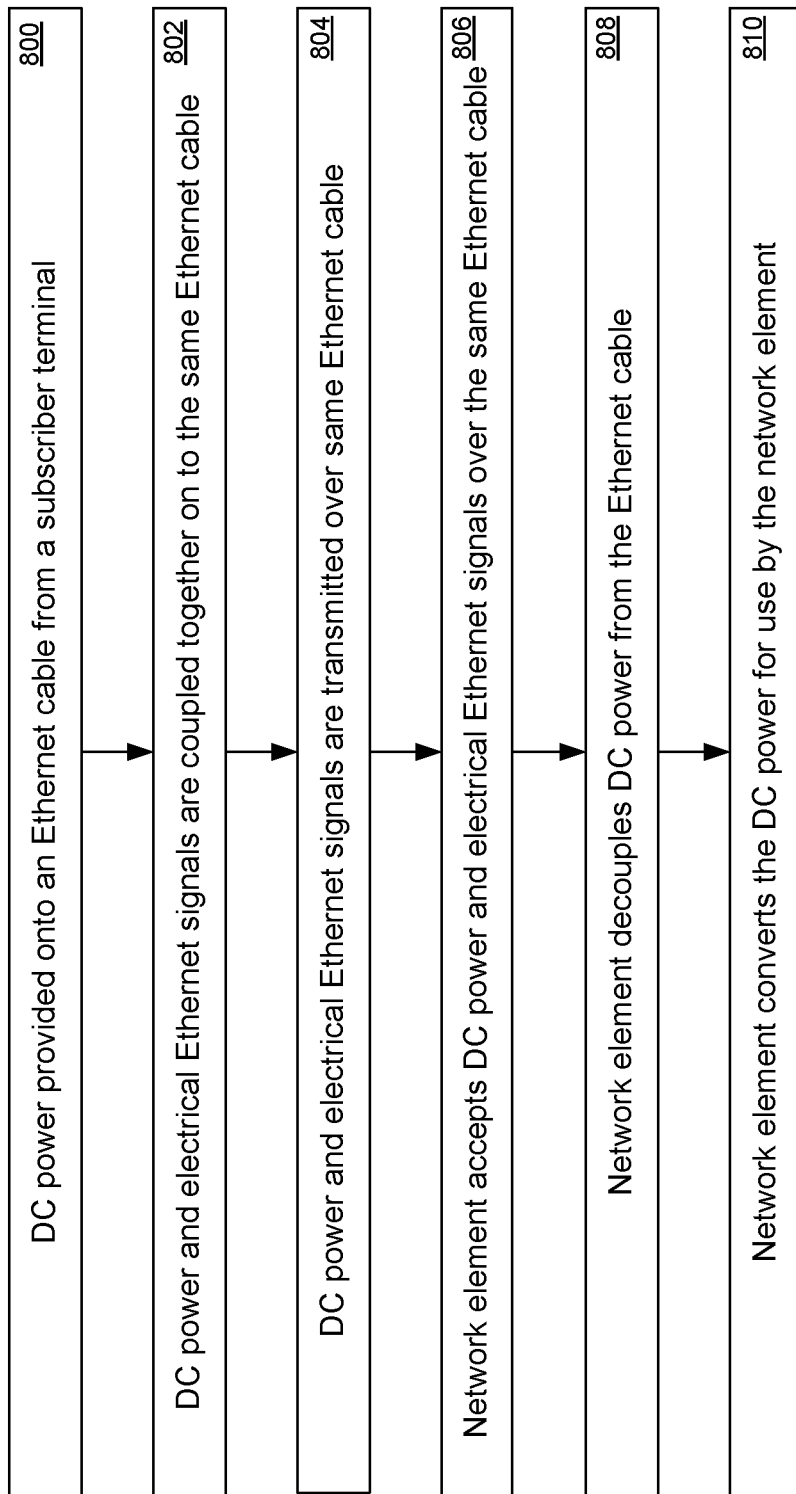 DC power provided onto an Ethernet cable from a subscriber terminal
800
DC power and electrical Ethernet signals are coupled together on to the same Ethernet cable
802
DC power and electrical Ethernet signals are transmitted over same Ethernet cable
804
Network element accepts DC power and electrical Ethernet signals over the same Ethernet cable
806
Network element decouples DC power from the Ethernet cable
808
Network element converts the DC power for use by the network element
810